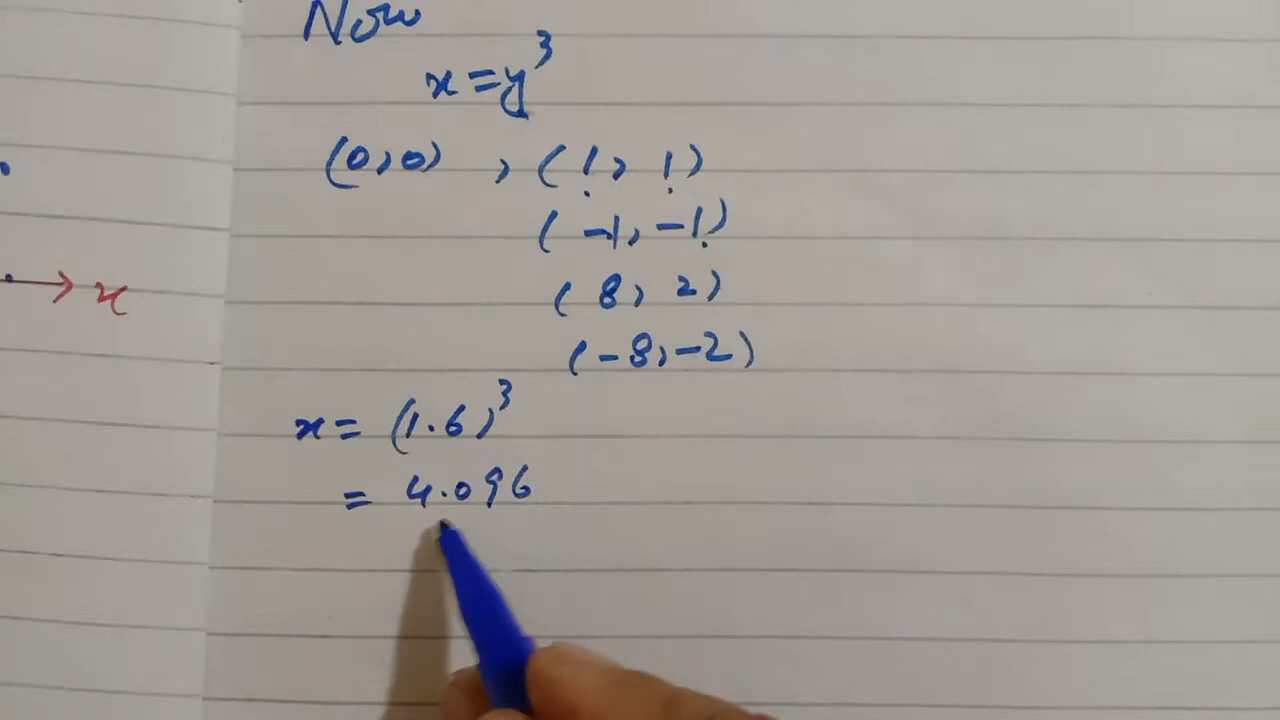 Now
x = y³
(0, 0) , (1, 1)
(-1, -1)
(8, 2)
(-8, -2)
x
x = (1.6)³
= 4.096